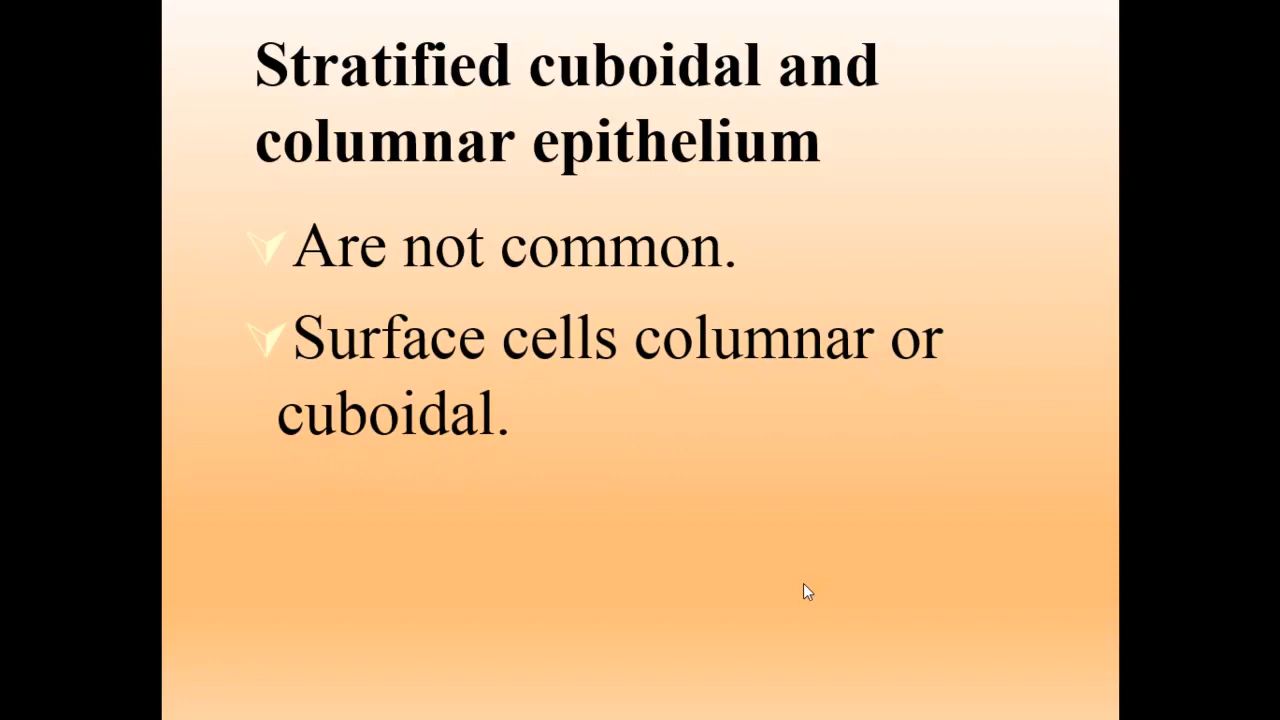 Stratified cuboidal and
columnar epithelium
Are not common.
Surface cells columnar or
cuboidal.